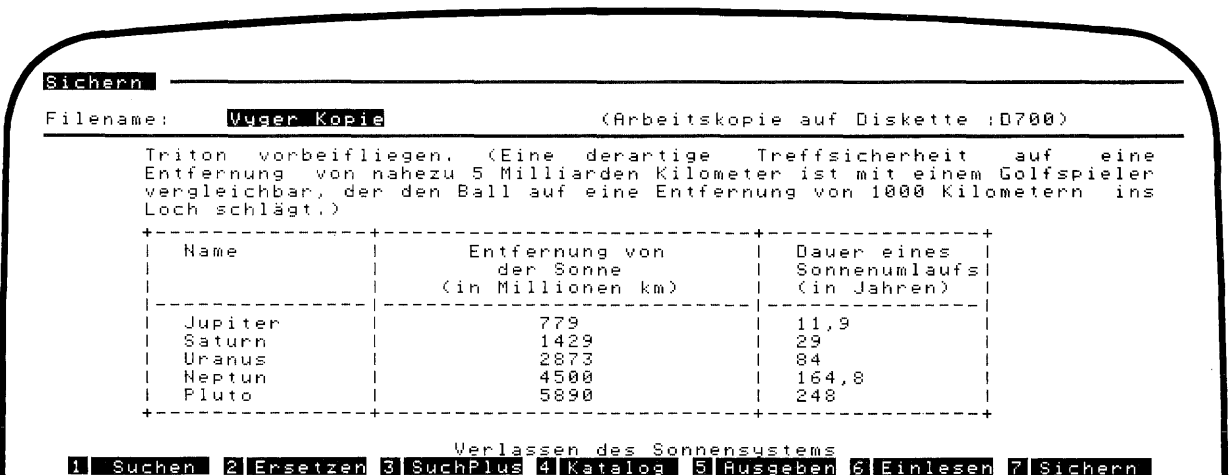 Sichern
Filename: Vyger Kopie (Arbeitskopie auf Diskette :D700)
Triton vorbeifliegen. (Eine derartige Treffsicherheit auf eine
Entfernung von nahezu 5 Milliarden Kilometer ist mit einem Golfspieler
vergleichbar, der den Ball auf eine Entfernung von 1000 Kilometern ins
Loch schlägt.)
+---------------+---------------------------+---------------+
| Name | Entfernung von | Dauer eines |
| | der Sonne | Sonnenumlaufs|
| | (in Millionen km) | (in Jahren) |
|---------------|---------------------------|---------------|
| Jupiter | 779 | 11,9 |
| Saturn | 1429 | 29 |
| Uranus | 2873 | 84 |
| Neptun | 4500 | 164,8 |
| Pluto | 5890 | 248 |
+---------------+---------------------------+---------------+
Verlassen des Sonnensystems
1 Suchen 2 Ersetzen 3 SuchPlus 4 Katalog 5 Ausgeben 6 Einlesen 7 Sichern